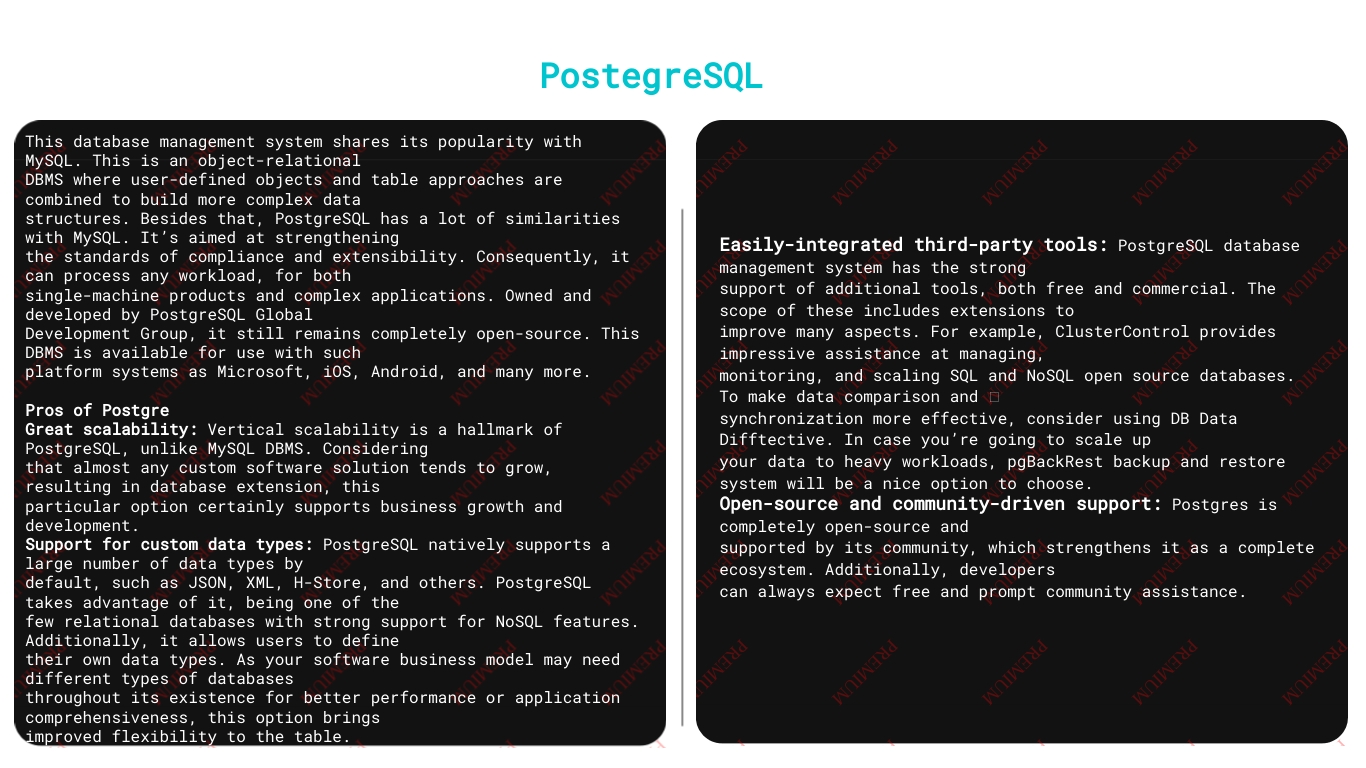 PostegreSQL
This database management system shares its popularity with
MySQL. This is an object-relational
DBMS where user-defined objects and table approaches are
combined to build more complex data
structures. Besides that, PostgreSQL has a lot of similarities
with MySQL. It’s aimed at strengthening
the standards of compliance and extensibility. Consequently, it
can process any workload, for both
single-machine products and complex applications. Owned and
developed by PostgreSQL Global
Development Group, it still remains completely open-source. This
DBMS is available for use with such
platform systems as Microsoft, iOS, Android, and many more.
Pros of Postgre
Great scalability: Vertical scalability is a hallmark of
PostgreSQL, unlike MySQL DBMS. Considering
that almost any custom software solution tends to grow,
resulting in database extension, this
particular option certainly supports business growth and
development.
Support for custom data types: PostgreSQL natively supports a
large number of data types by
default, such as JSON, XML, H-Store, and others. PostgreSQL
takes advantage of it, being one of the
few relational databases with strong support for NoSQL features.
Additionally, it allows users to define
their own data types. As your software business model may need
different types of databases
throughout its existence for better performance or application
comprehensiveness, this option brings
improved flexibility to the table.
Easily-integrated third-party tools: PostgreSQL database
management system has the strong
support of additional tools, both free and commercial. The
scope of these includes extensions to
improve many aspects. For example, ClusterControl provides
impressive assistance at managing,
monitoring, and scaling SQL and NoSQL open source databases.
To make data comparison and □
synchronization more effective, consider using DB Data
Difftective. In case you’re going to scale up
your data to heavy workloads, pgBackRest backup and restore
system will be a nice option to choose.
Open-source and community-driven support: Postgres is
completely open-source and
supported by its community, which strengthens it as a complete
ecosystem. Additionally, developers
can always expect free and prompt community assistance.
PREMIUM